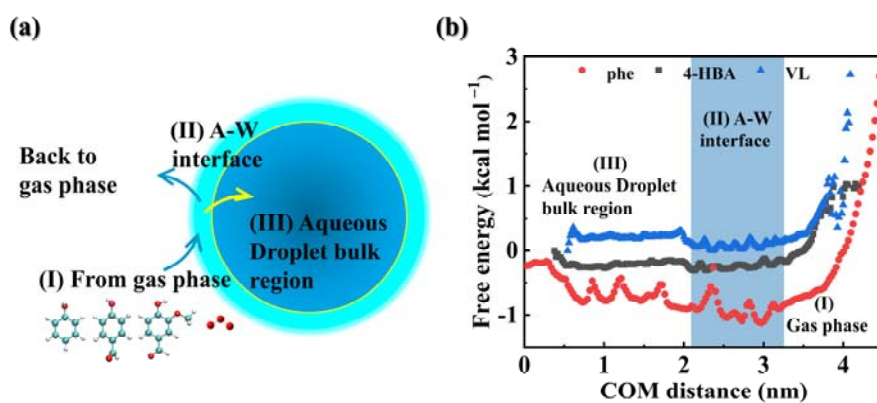 (a)
(II) A-W
interface
Back to
gas phase
(III) Aqueous
Droplet bulk
region
(I) From gas phase
(b)
Free energy (kcal mol⁻¹)
3
2
1
0
-1
phe 4-HBA VL
(II) A-W
interface
(III)
Aqueous Droplet
bulk region
(I)
Gas phase
0 1 2 3 4
COM distance (nm)